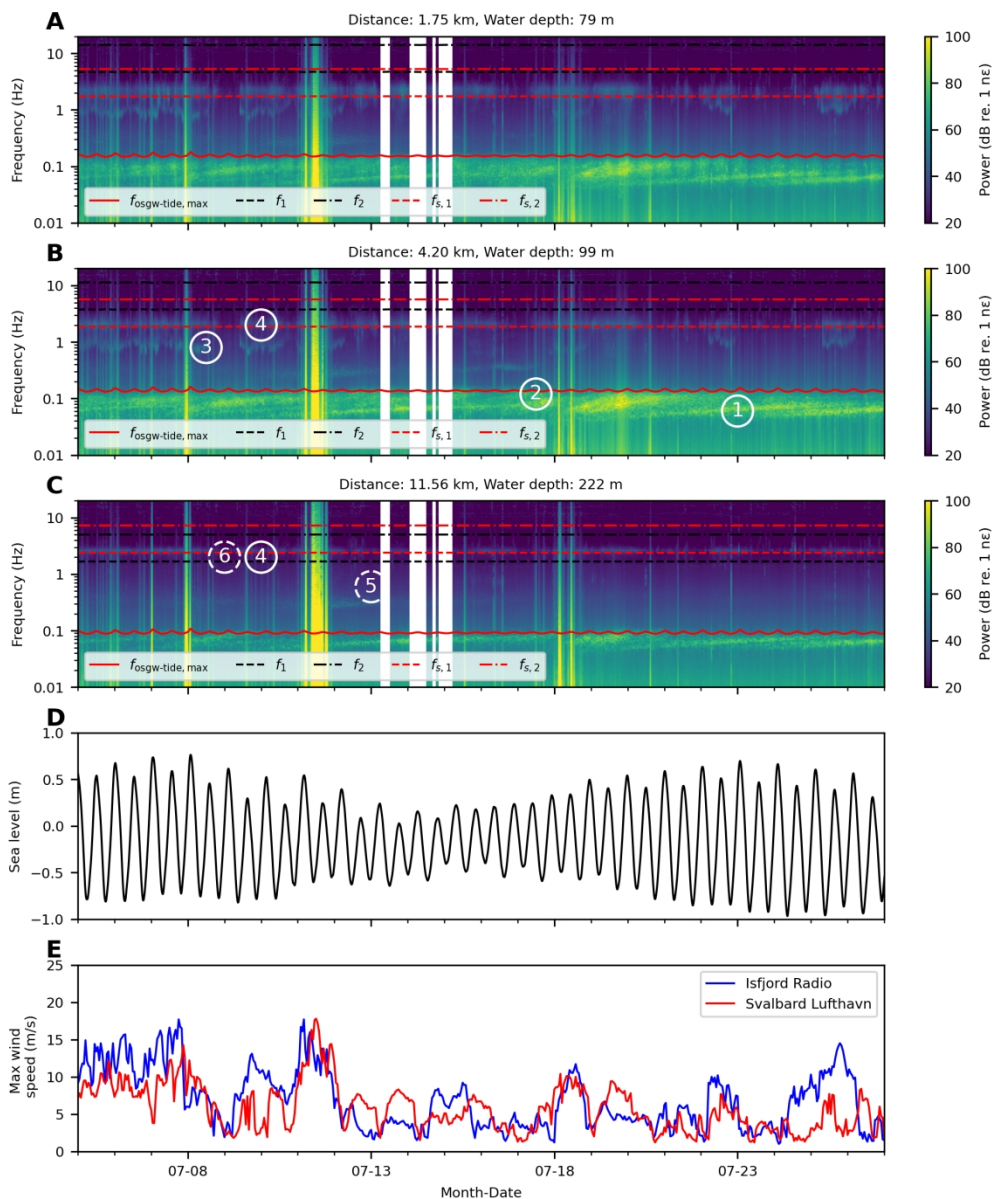 A
Distance: 1.75 km, Water depth: 79 m
10
1
0.1
0.01
Frequency (Hz)
f_osgw-tide, max f_1 f_2 f_s, 1 f_s, 2
100
80
60
40
20
Power (dB re. 1 nε)
B
Distance: 4.20 km, Water depth: 99 m
10
1
0.1
0.01
Frequency (Hz)
4
3
2
1
f_osgw-tide, max f_1 f_2 f_s, 1 f_s, 2
100
80
60
40
20
Power (dB re. 1 nε)
C
Distance: 11.56 km, Water depth: 222 m
10
1
0.1
0.01
Frequency (Hz)
6 4
5
f_osgw-tide, max f_1 f_2 f_s, 1 f_s, 2
100
80
60
40
20
Power (dB re. 1 nε)
D
1.0
0.5
0.0
−0.5
−1.0
Sea level (m)
E
25
20
15
10
5
0
Max wind
speed (m/s)
Isfjord Radio
Svalbard Lufthavn
07-08 07-13 07-18 07-23
Month-Date